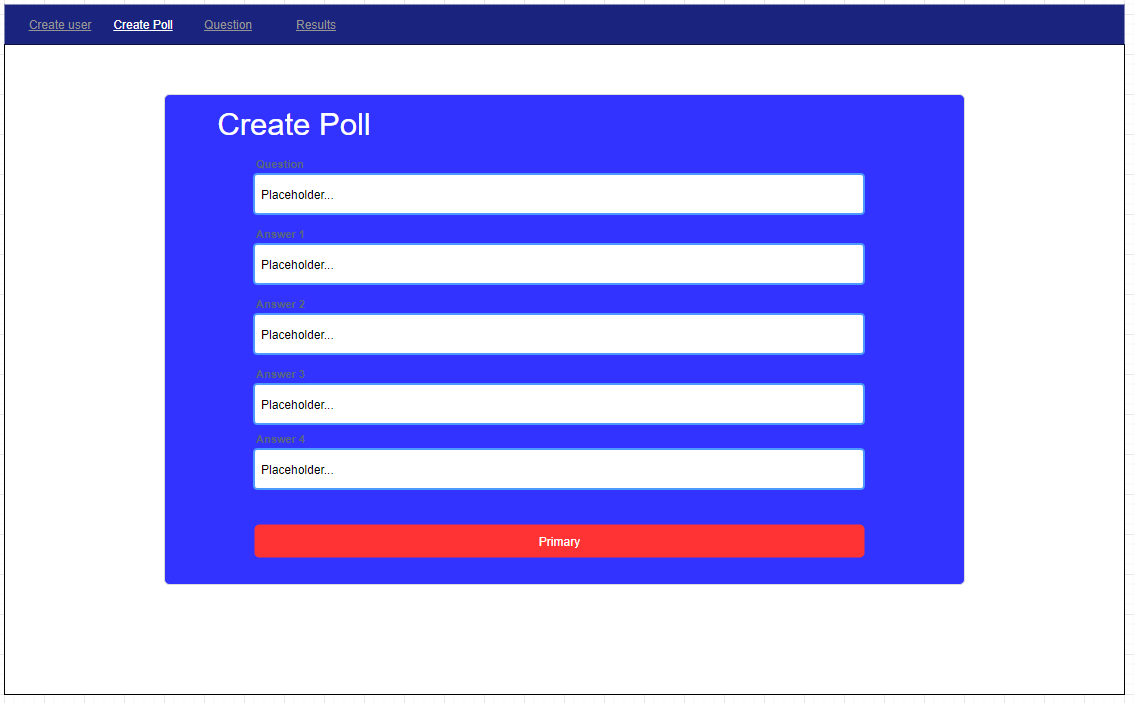 Create user Create Poll Question Results
Create Poll
Question
Placeholder...
Answer 1
Placeholder...
Answer 2
Placeholder...
Answer 3
Placeholder...
Answer 4
Placeholder...
Primary